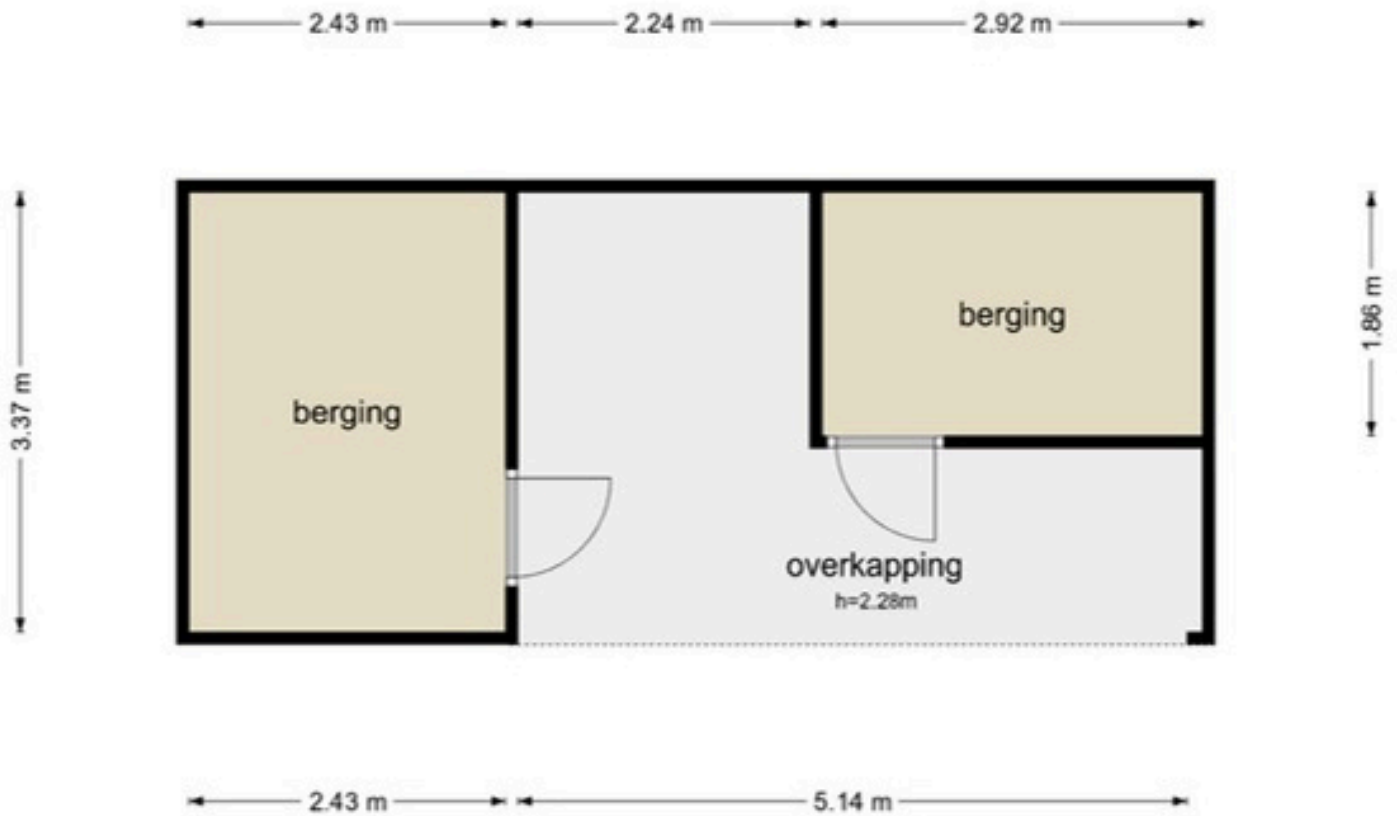 2.43 m
2.24 m
2.92 m
3.37 m
1.86 m
berging
berging
overkapping
h=2.28m
2.43 m
5.14 m